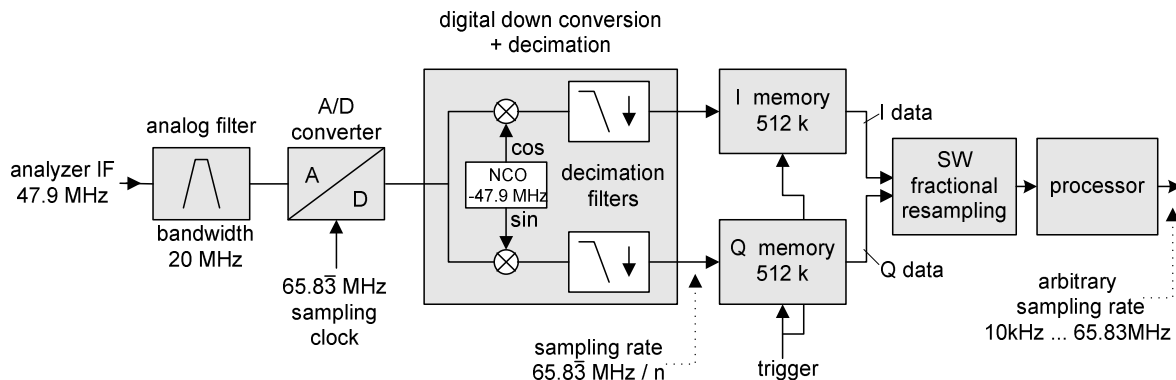 digital down conversion
+ decimation
A/D
converter
analog filter
analyzer IF
47.9 MHz
bandwidth
20 MHz
A
D
65.83̅ MHz
sampling
clock
cos
NCO
-47.9 MHz
sin
decimation
filters
sampling rate
65.83̅ MHz / n
I memory
512 k
Q memory
512 k
trigger
I data
Q data
SW
fractional
resampling
processor
arbitrary
sampling rate
10kHz ... 65.83MHz